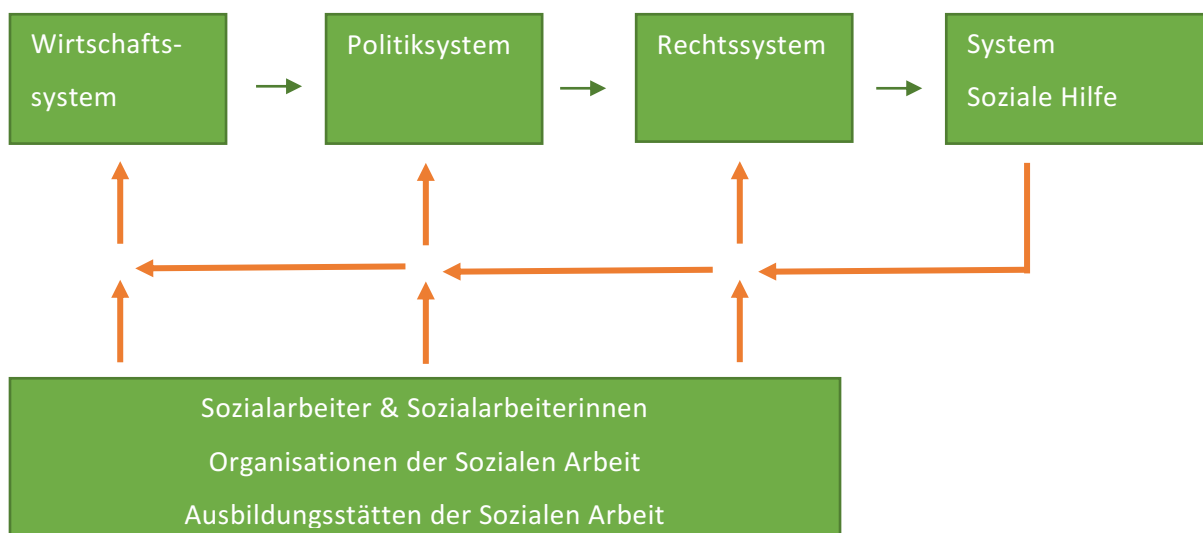 Wirtschafts-
system
Politiksystem
Rechtssystem
System
Soziale Hilfe
Sozialarbeiter & Sozialarbeiterinnen
Organisationen der Sozialen Arbeit
Ausbildungsstätten der Sozialen Arbeit